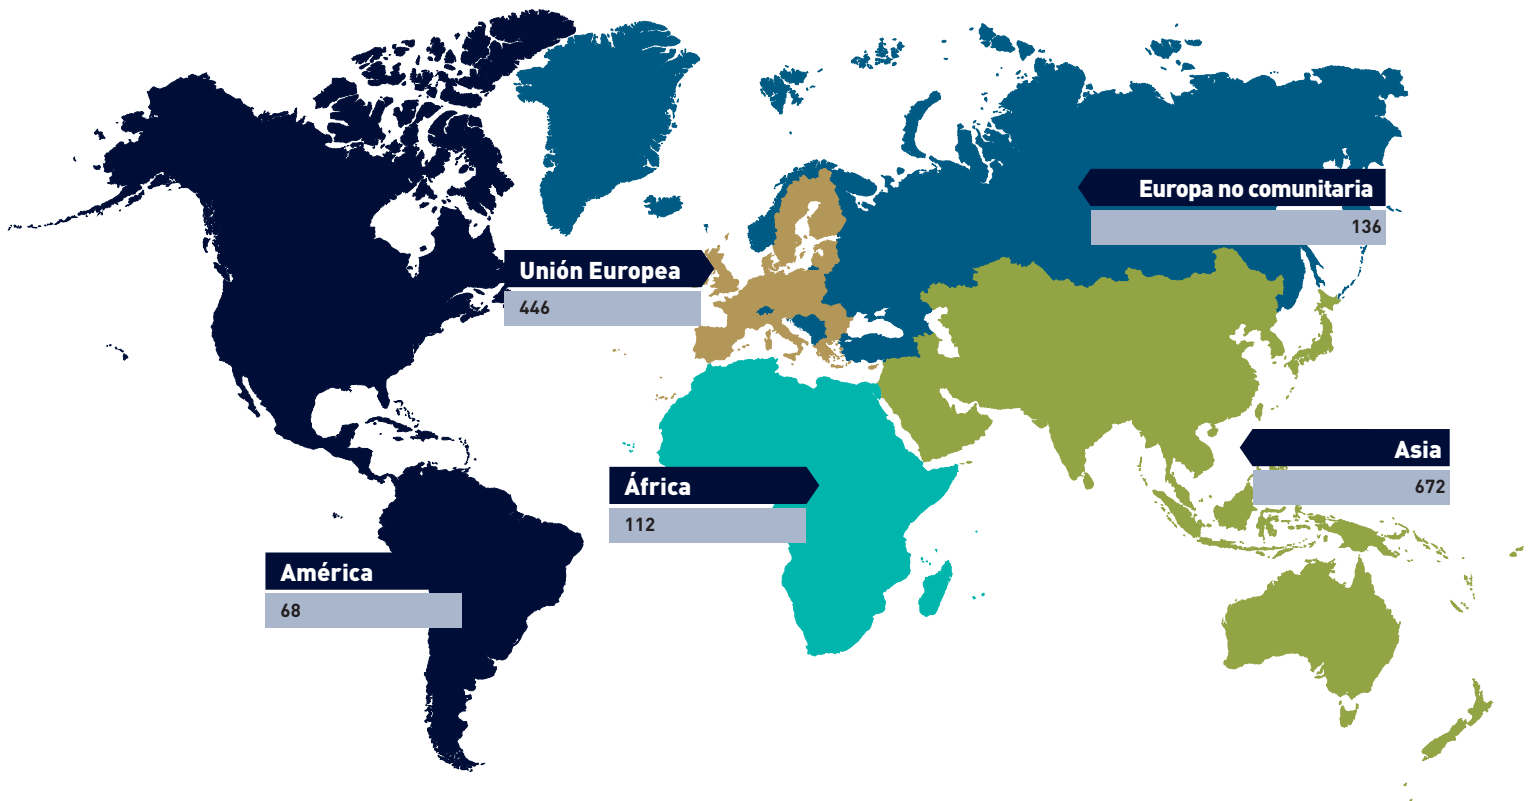 Europa no comunitaria
136
Unión Europea
446
Asia
672
África
112
América
68